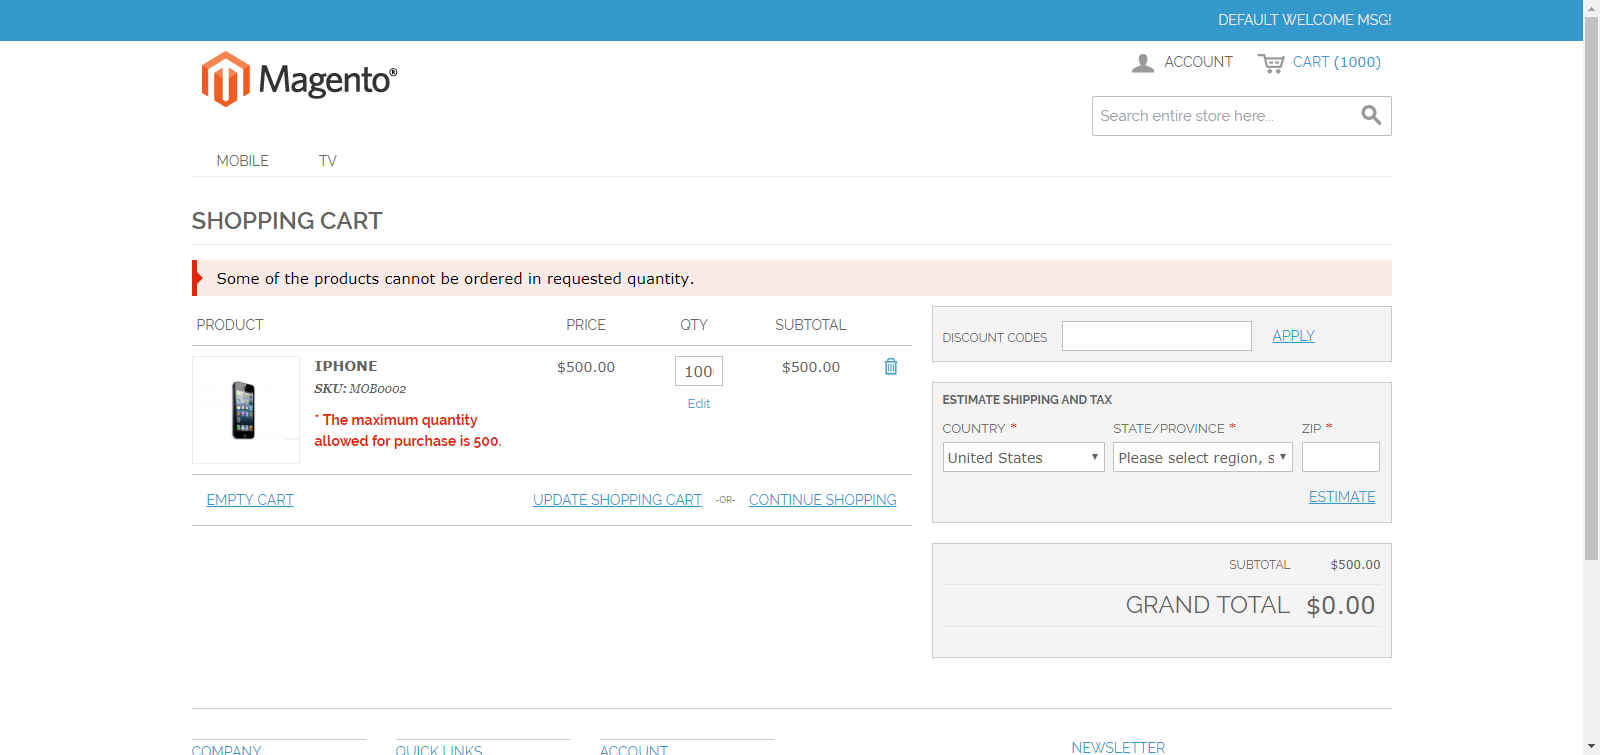 DEFAULT WELCOME MSG!
Magento®
ACCOUNT
CART (1000)
Search entire store here...
MOBILE
TV
SHOPPING CART
Some of the products cannot be ordered in requested quantity.
PRODUCT
PRICE
QTY
SUBTOTAL
IPHONE
SKU: MOB0002
* The maximum quantity
allowed for purchase is 500.
$500.00
100
Edit
$500.00
EMPTY CART
UPDATE SHOPPING CART
-OR-
CONTINUE SHOPPING
DISCOUNT CODES
APPLY
ESTIMATE SHIPPING AND TAX
COUNTRY *
STATE/PROVINCE *
ZIP *
United States
Please select region, s
ESTIMATE
SUBTOTAL
$500.00
GRAND TOTAL
$0.00
COMPANY
QUICK LINKS
ACCOUNT
NEWSLETTER